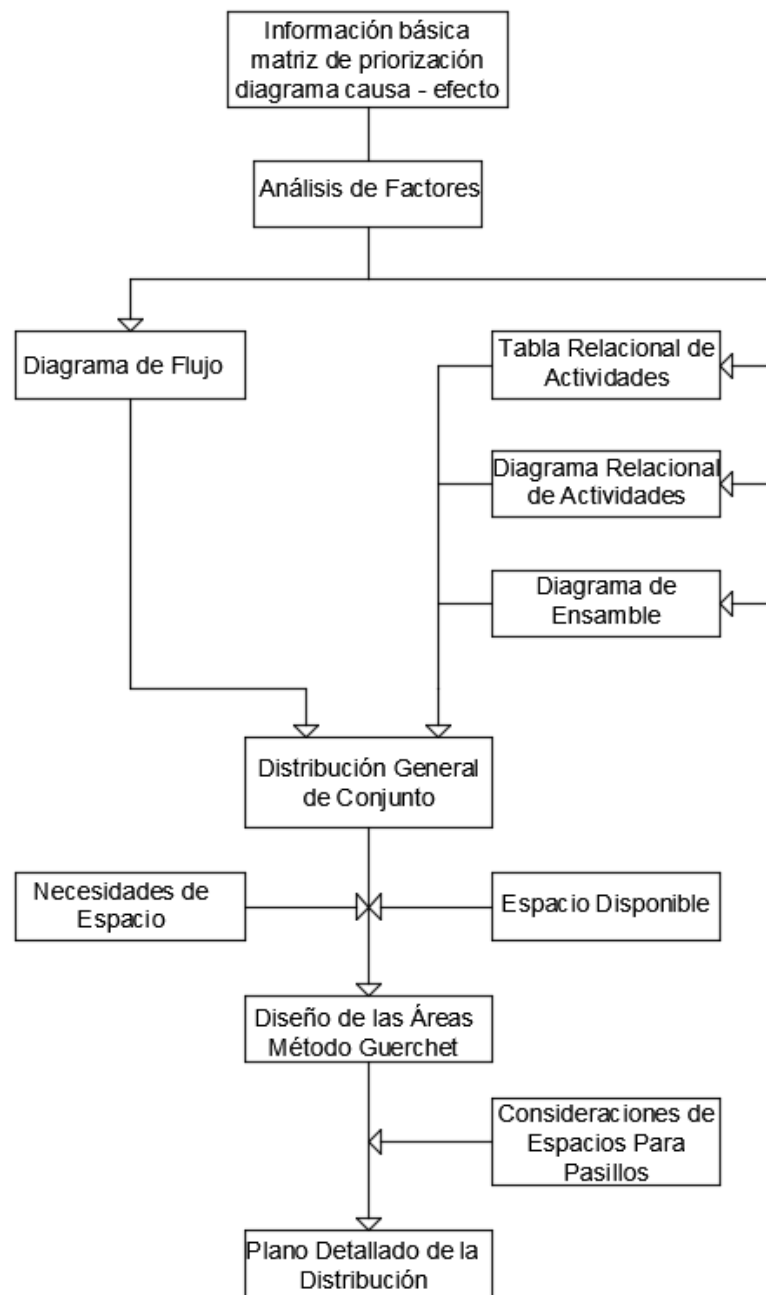 Información básica
matriz de priorización
diagrama causa - efecto
Análisis de Factores
Diagrama de Flujo
Tabla Relacional de
Actividades
Diagrama Relacional
de Actividades
Diagrama de
Ensamble
Distribución General
de Conjunto
Necesidades de
Espacio
Espacio Disponible
Diseño de las Áreas
Método Guerchet
Consideraciones de
Espacios Para
Pasillos
Plano Detallado de la
Distribución